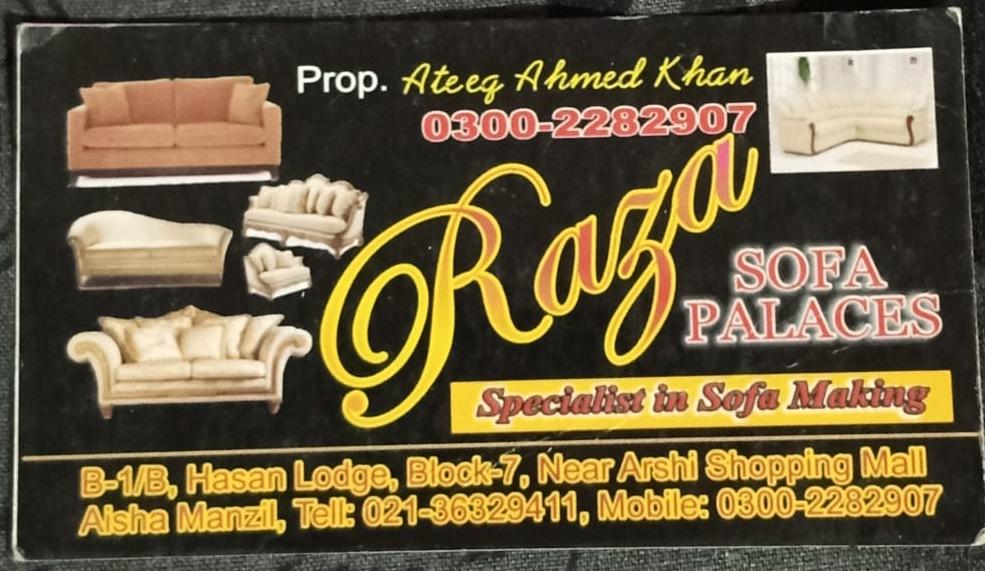 Prop. Ateeq Ahmed Khan
0300-2282907
Raza
SOFA
PALACES
Specialist in Sofa Making
B-1/B, Hasan Lodge, Block-7, Near Arshi Shopping Mall
Aisha Manzil, Tell: 021-36329411, Mobile: 0300-2282907